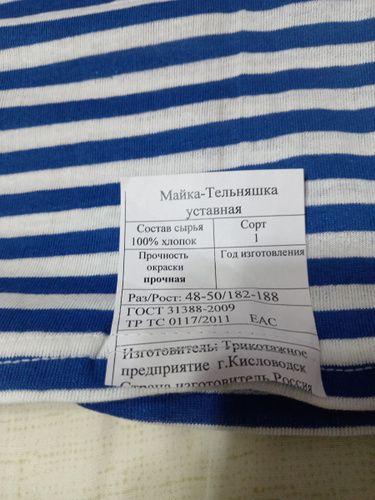 Майка-Тельняшка
уставная
Состав сырья
100% хлопок
Сорт
1
Прочность
окраски
прочная
Год изготовления
Раз/Рост: 48-50/182-188
ГОСТ 31388-2009
ТР ТС 0117/2011 ЕАС
Изготовитель: Трикотажное
предприятие г.Кисловодск
Страна изготовитель.Россия